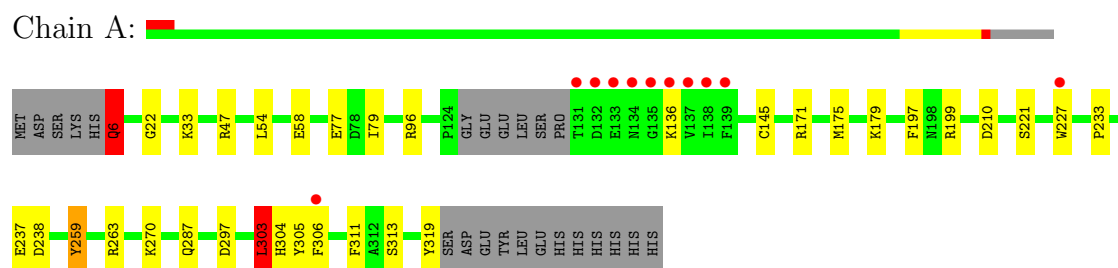 Chain A:
MET ASP SER LYS HIS Q6 G22 K33 R47 L54 E58 E77 D78 I79 R96 P124 GLY GLU GLU LEU SER PRO T131 D132 E133 N134 G135 K136 V137 I138 F139 C145 R171 M175 K179 F197 N198 R199 D210 S221 W227 P233
E237 D238 Y259 R263 K270 Q287 D297 L303 H304 Y305 F306 F311 A312 S313 Y319 SER ASP GLU TYR LEU GLU HIS HIS HIS HIS HIS HIS